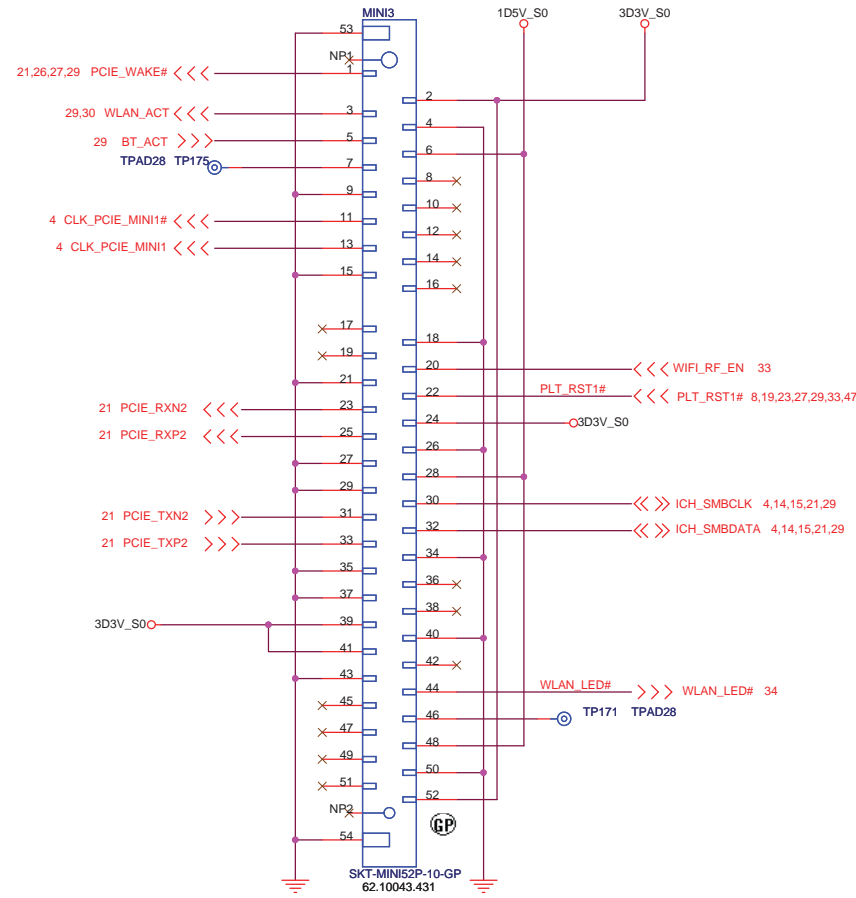 MINI3
1D5V_S0
3D3V_S0
53
NP1
21,26,27,29 PCIE_WAKE#
1
2
29,30 WLAN_ACT
3
4
29 BT_ACT
5
6
TPAD28 TP175
7
8
9
10
4 CLK_PCIE_MINI1#
11
12
4 CLK_PCIE_MINI1
13
14
15
16
17
18
19
20
WIFI_RF_EN 33
21
22
PLT_RST1#
PLT_RST1# 8,19,23,27,29,33,47
21 PCIE_RXN2
23
24
3D3V_S0
21 PCIE_RXP2
25
26
27
28
29
30
ICH_SMBCLK 4,14,15,21,29
21 PCIE_TXN2
31
32
ICH_SMBDATA 4,14,15,21,29
21 PCIE_TXP2
33
34
35
36
37
38
3D3V_S0
39
40
41
42
43
44
WLAN_LED#
WLAN_LED# 34
45
46
TP171 TPAD28
47
48
49
50
51
52
NP2
GP
54
SKT-MINI52P-10-GP
62.10043.431